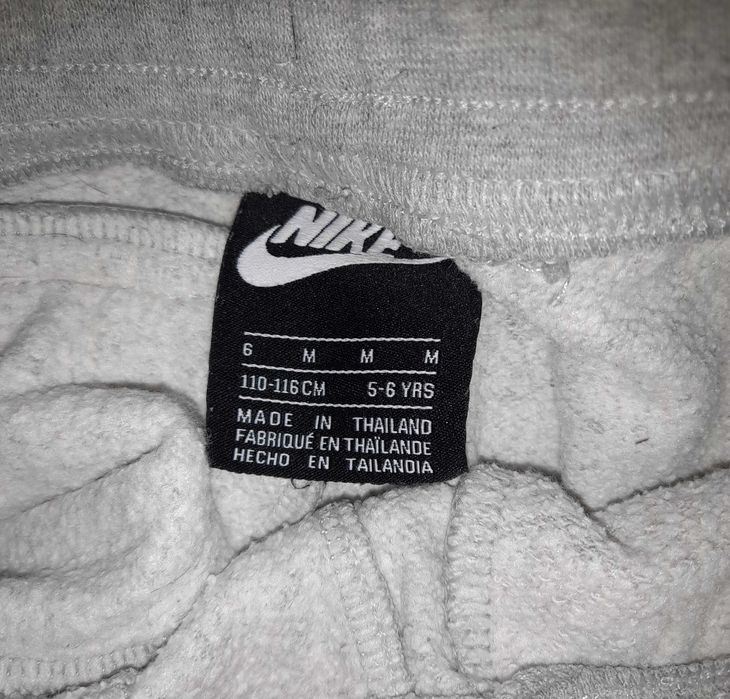 NIKE
6 M M M
110-116 CM 5-6 YRS
MADE IN THAILAND
FABRIQUÉ EN THAÏLANDE
HECHO EN TAILANDIA